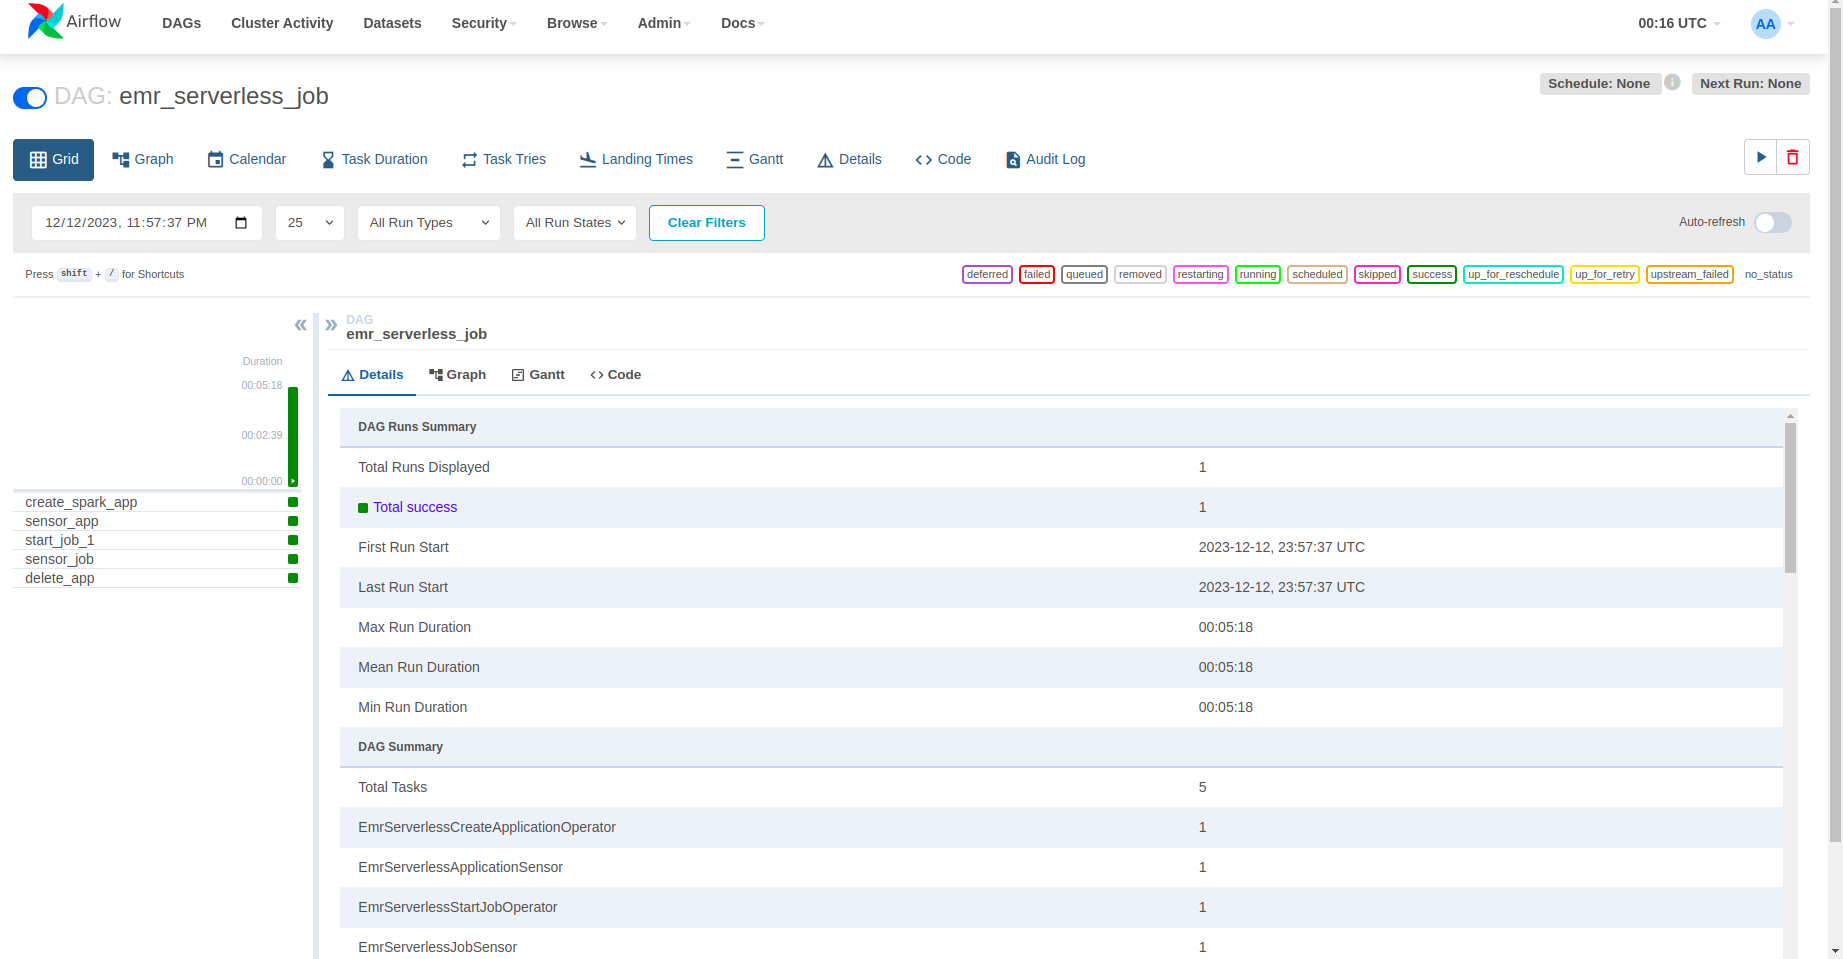 Airflow DAGs Cluster Activity Datasets Security Browse Admin Docs 00:16 UTC AA
Schedule: None i Next Run: None
DAG: emr_serverless_job
Grid Graph Calendar Task Duration Task Tries Landing Times Gantt Details Code Audit Log
12/12/2023, 11:57:37 PM 25 All Run Types All Run States Clear Filters Auto-refresh
Press shift + / for Shortcuts deferred failed queued removed restarting running scheduled skipped success up_for_reschedule up_for_retry upstream_failed no_status
DAG
emr_serverless_job
Duration
00:05:18
00:02:39
00:00:00
create_spark_app
sensor_app
start_job_1
sensor_job
delete_app
Details Graph Gantt Code
DAG Runs Summary
Total Runs Displayed 1
Total success 1
First Run Start 2023-12-12, 23:57:37 UTC
Last Run Start 2023-12-12, 23:57:37 UTC
Max Run Duration 00:05:18
Mean Run Duration 00:05:18
Min Run Duration 00:05:18
DAG Summary
Total Tasks 5
EmrServerlessCreateApplicationOperator 1
EmrServerlessApplicationSensor 1
EmrServerlessStartJobOperator 1
EmrServerlessJobSensor 1